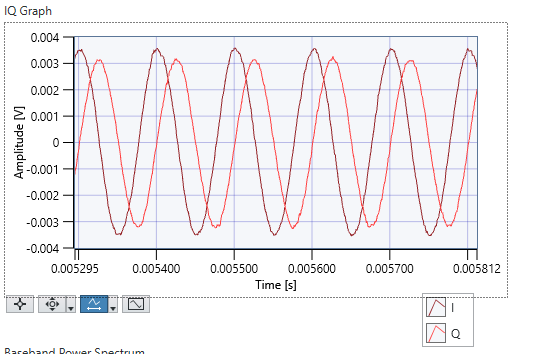 IQ Graph
0.004
0.003
0.002
0.001
0
-0.001
-0.002
-0.003
-0.004
Amplitude [V]
0.005295 0.005400 0.005500 0.005600 0.005700 0.005812
Time [s]
I
Q
Baseband Power Spectrum